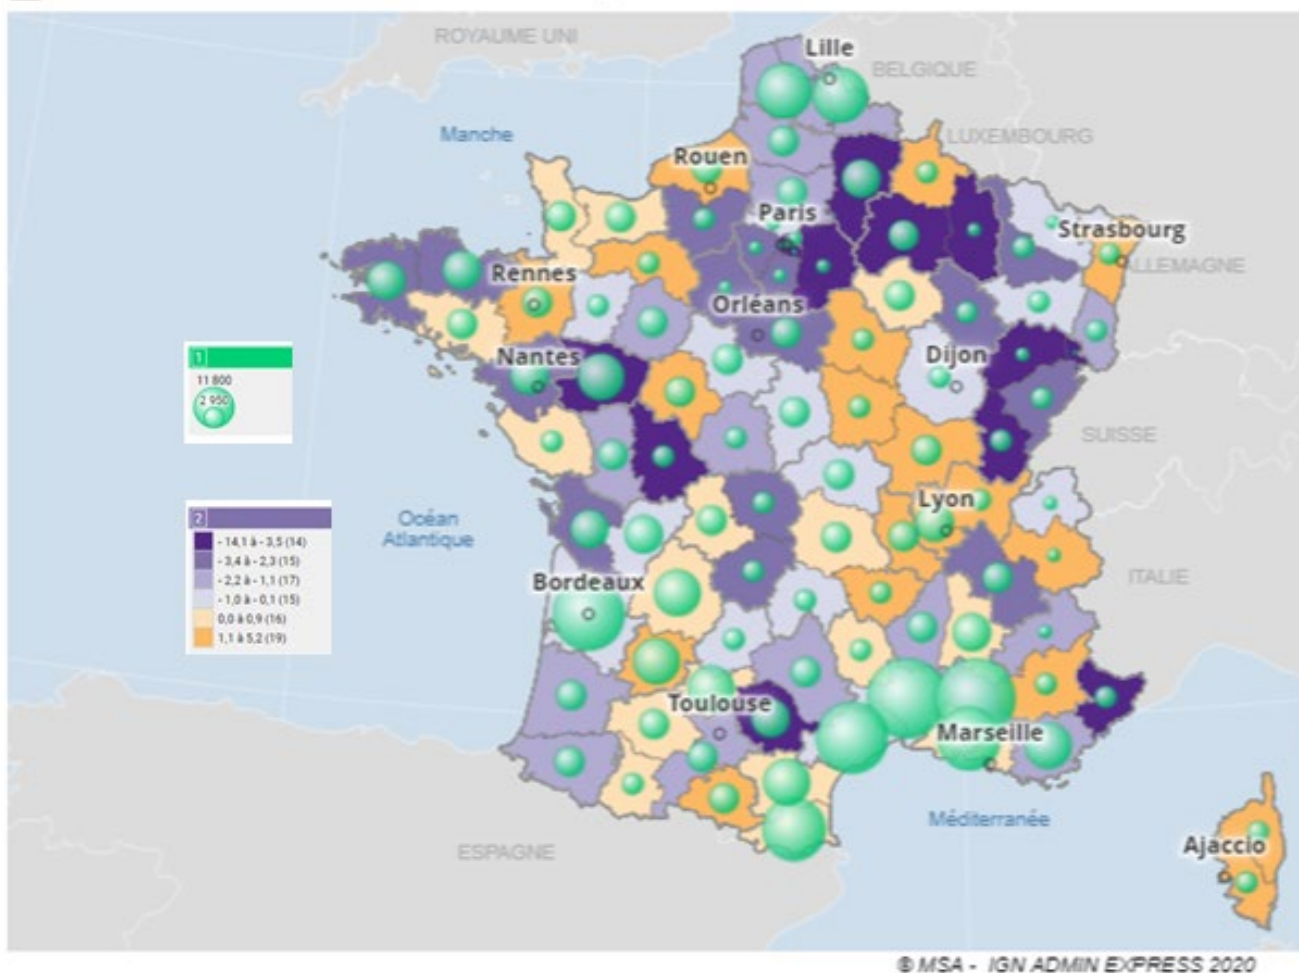 ROYAUME UNI
Lille
BELGIQUE
Manche
LUXEMBOURG
Rouen
Paris
Strasbourg
Rennes
ALLEMAGNE
Orléans
Nantes
Dijon
1
11 800
2 950
SUISSE
Lyon
2
Océan
Atlantique
- 14,1 à - 3,5 (14)
- 3,4 à - 2,3 (15)
- 2,2 à - 1,1 (17)
- 1,0 à - 0,1 (15)
0,0 à 0,9 (16)
1,1 à 5,2 (19)
Bordeaux
ITALIE
Toulouse
Marseille
Méditerranée
ESPAGNE
Ajaccio
© MSA - IGN ADMIN EXPRESS 2020